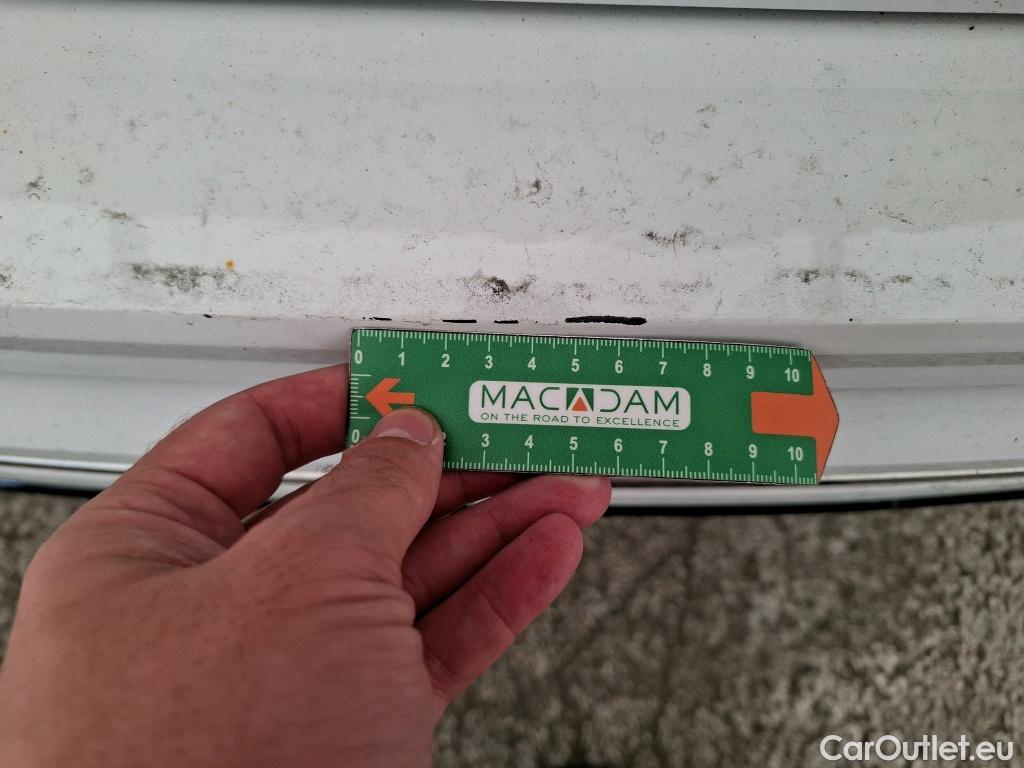 0 1 2 3 4 5 6 7 8 9 10
MACADAM
ON THE ROAD TO EXCELLENCE
0 2 3 4 5 6 7 8 9 10
CarOutlet.eu